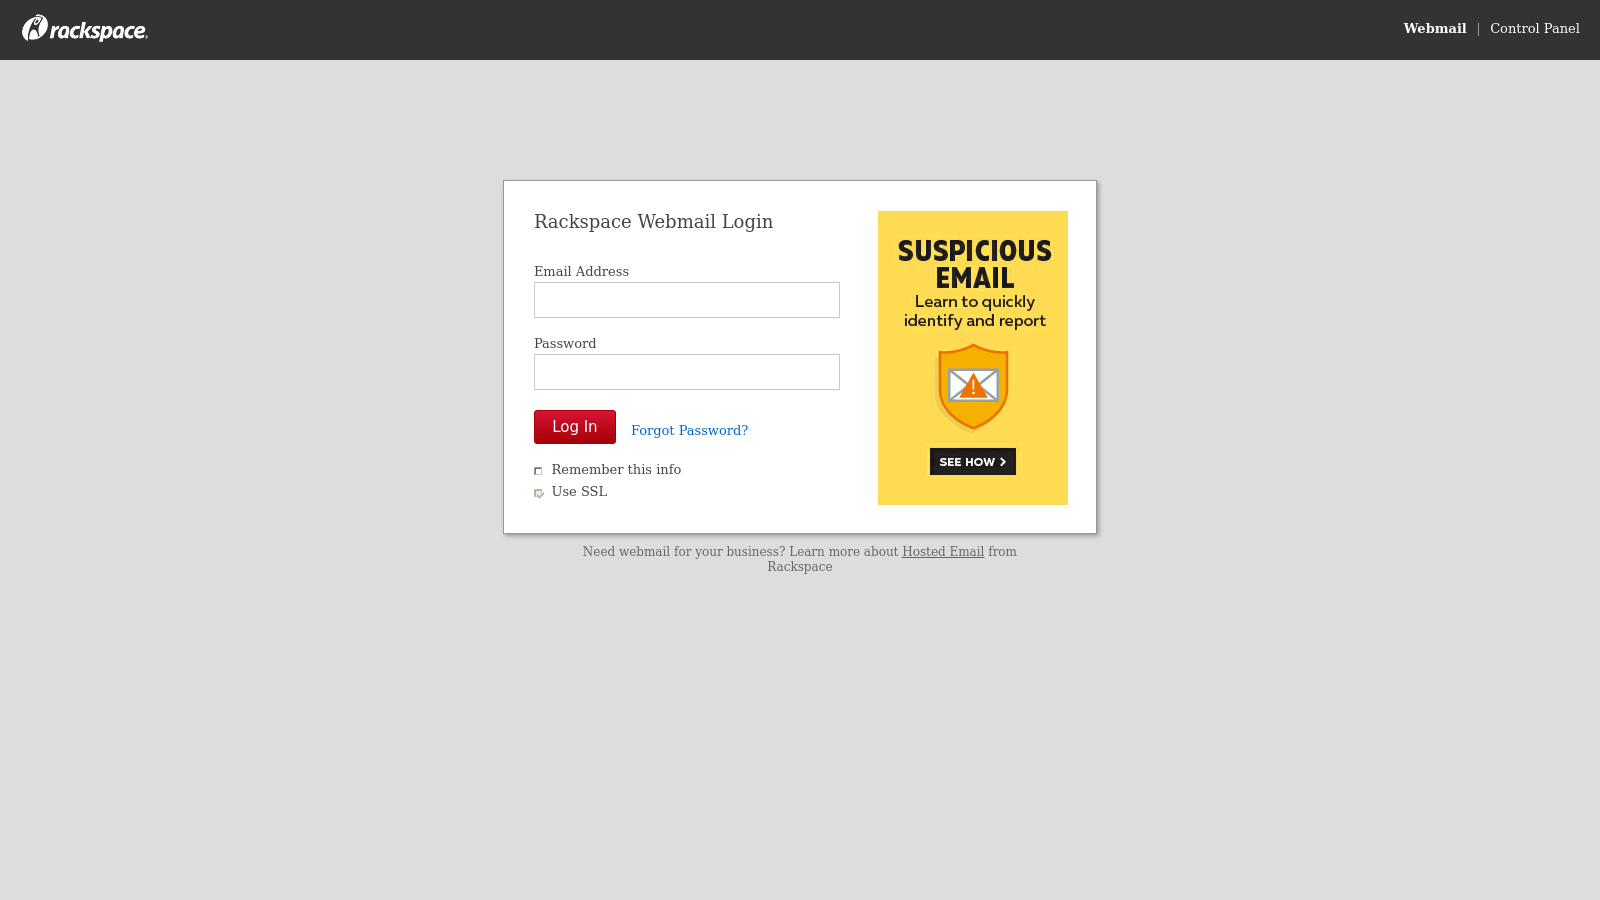 rackspace
Webmail | Control Panel
Rackspace Webmail Login
Email Address
Password
Log In
Forgot Password?
Remember this info
Use SSL
SUSPICIOUS
EMAIL
Learn to quickly
identify and report
SEE HOW >
Need webmail for your business? Learn more about Hosted Email from
Rackspace